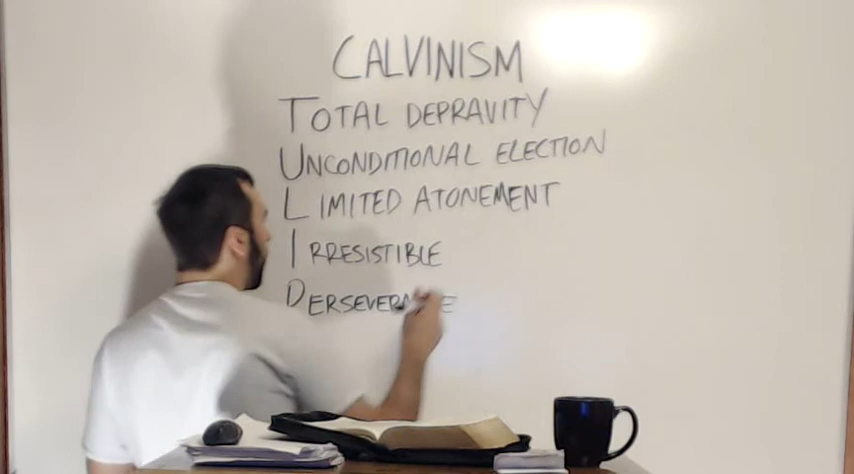 CALVINISM
TOTAL DEPRAVITY
UNCONDITIONAL ELECTION
LIMITED ATONEMENT
IRRESISTIBLE